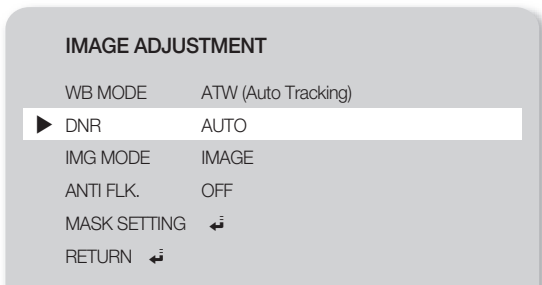 IMAGE ADJUSTMENT
WB MODE ATW (Auto Tracking)
▶ DNR AUTO
IMG MODE IMAGE
ANTI FLK. OFF
MASK SETTING ↵
RETURN ↵